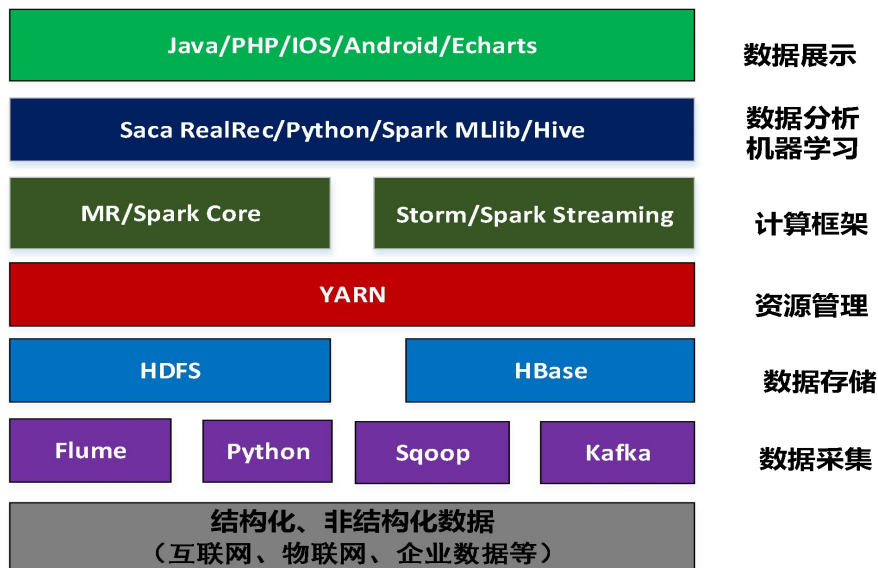 Java/PHP/IOS/Android/Echarts
数据展示
Saca RealRec/Python/Spark MLlib/Hive
数据分析
机器学习
MR/Spark Core
Storm/Spark Streaming
计算框架
YARN
资源管理
HDFS
HBase
数据存储
Flume
Python
Sqoop
Kafka
数据采集
结构化、非结构化数据
（互联网、物联网、企业数据等）